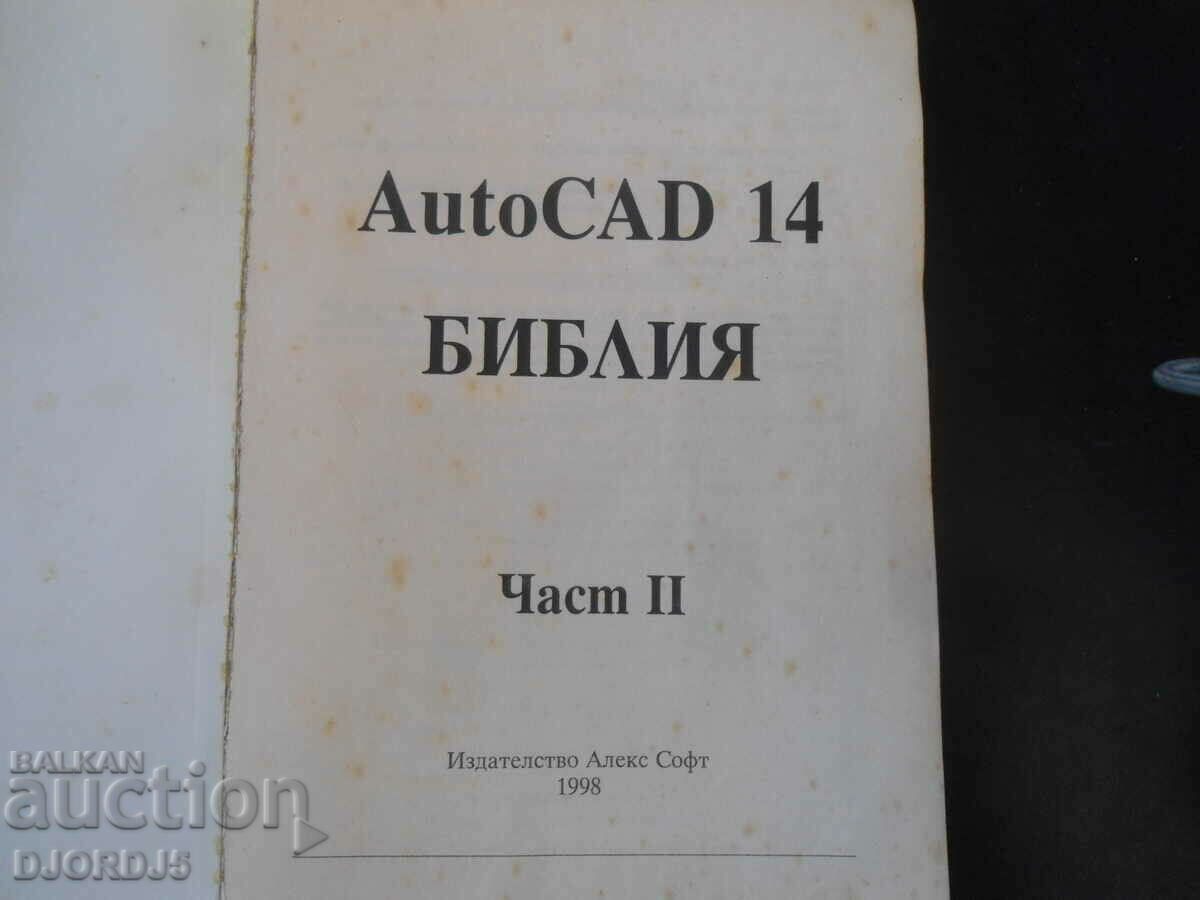 AutoCAD 14
БИБЛИЯ
Част II
Издателство Алекс Софт
1998
BALKAN
auction
DJORDJ5